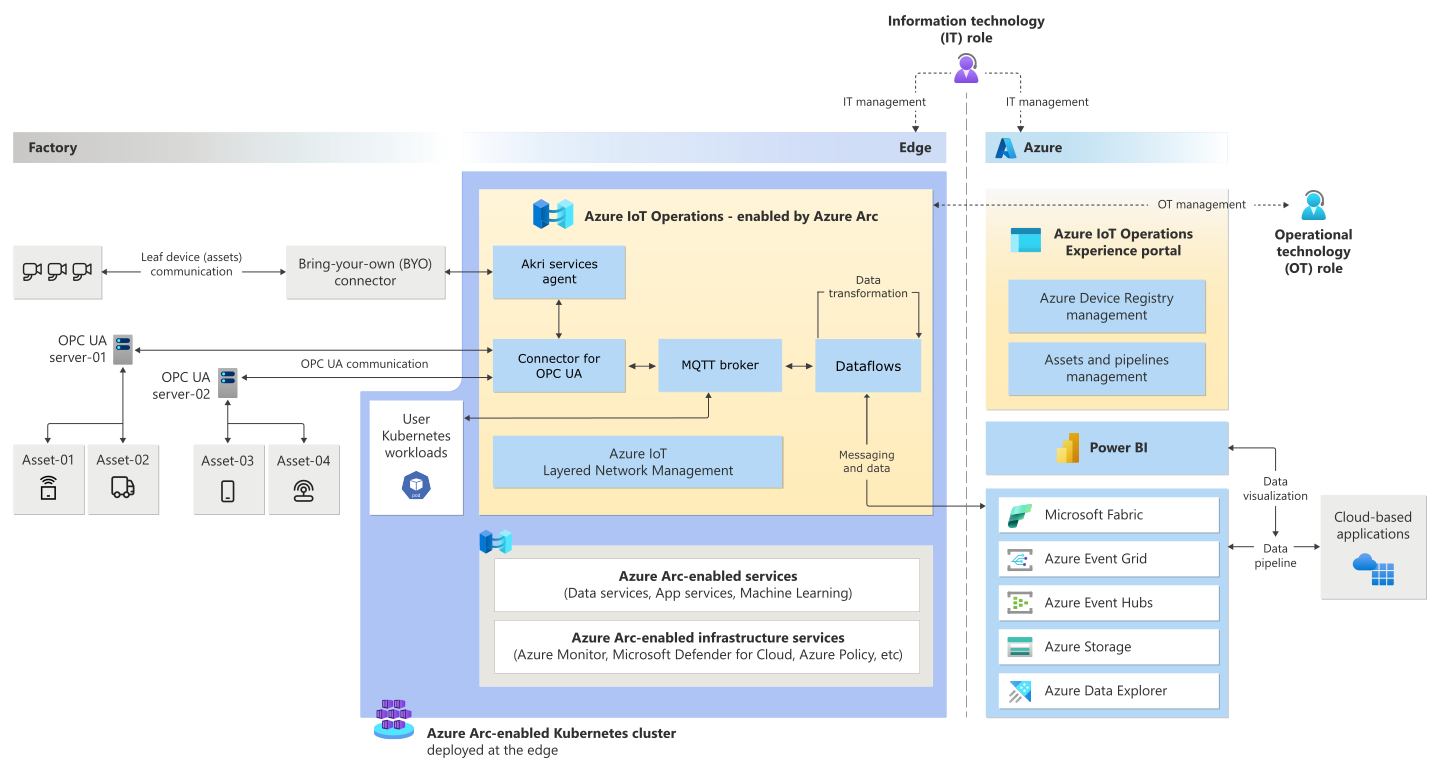 Information technology
(IT) role
IT management
IT management
Factory
Edge
Azure
Azure IoT Operations - enabled by Azure Arc
OT management
Operational
technology
(OT) role
Azure IoT Operations
Experience portal
Azure Device Registry
management
Assets and pipelines
management
Leaf device (assets)
communication
Bring-your-own (BYO)
connector
Akri services
agent
Data
transformation
OPC UA
server-01
OPC UA communication
OPC UA
server-02
Connector for
OPC UA
MQTT broker
Dataflows
User
Kubernetes
workloads
pod
Asset-01
Asset-02
Asset-03
Asset-04
Azure IoT
Layered Network Management
Messaging
and data
Power BI
Data
visualization
Data
pipeline
Cloud-based
applications
Microsoft Fabric
Azure Event Grid
Azure Event Hubs
Azure Storage
Azure Data Explorer
Azure Arc-enabled services
(Data services, App services, Machine Learning)
Azure Arc-enabled infrastructure services
(Azure Monitor, Microsoft Defender for Cloud, Azure Policy, etc)
Azure Arc-enabled Kubernetes cluster
deployed at the edge